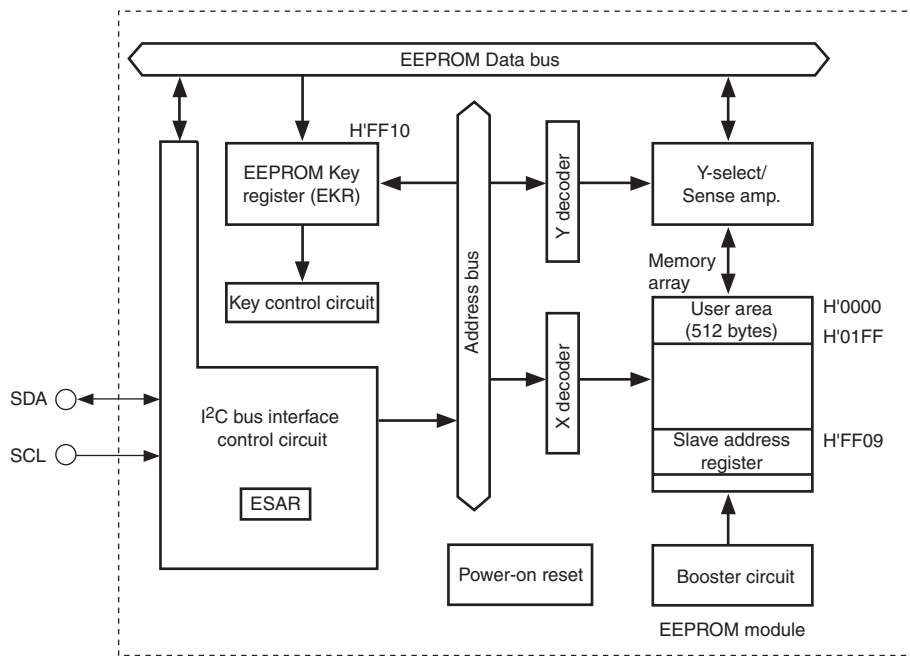 EEPROM Data bus
H'FF10
EEPROM Key
register (EKR)
Key control circuit
Address bus
Y decoder
X decoder
Y-select/
Sense amp.
Memory
array
User area
(512 bytes)
H'0000
H'01FF
Slave address
register
H'FF09
SDA
SCL
I²C bus interface
control circuit
ESAR
Power-on reset
Booster circuit
EEPROM module